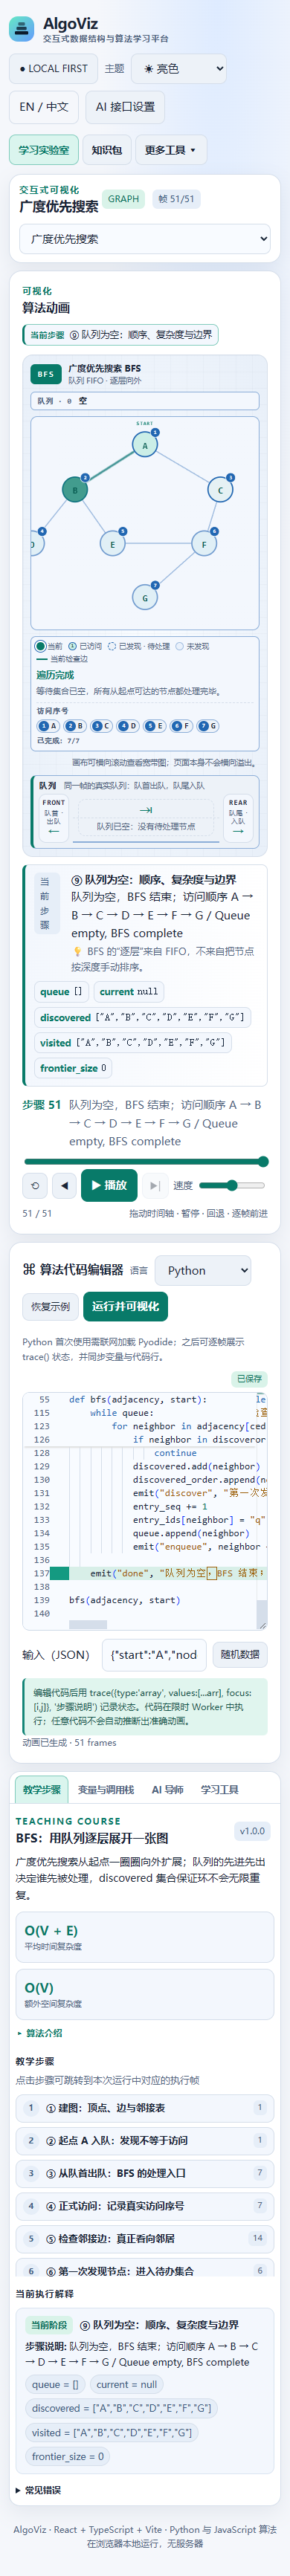 AlgoViz
交互式数据结构与算法学习平台
● LOCAL FIRST
主题
☀ 亮色
EN / 中文
AI 接口设置
学习实验室
知识包
更多工具 ▾
交互式可视化
广度优先搜索
GRAPH
帧 51/51
广度优先搜索
可视化
算法动画
当前步骤 ⑨ 队列为空：顺序、复杂度与边界
BFS
广度优先搜索 BFS
队列 FIFO · 逐层向外
队列 · 0 空
START
A 1
B 2
C 3
D 4
E 5
F 6
G 7
当前 已访问 已发现 · 待处理 未发现
当前检查边
遍历完成
等待集合已空，所有从起点可达的节点都处理完毕。
访问序号
1 A 2 B 3 C 4 D 5 E 6 F 7 G
已完成: 7/7
画布可横向滚动查看宽带图；页面本身不会横向溢出。
队列 同一帧的真实队列：队首出队，队尾入队
FRONT
队首 ·
出队
←
→
队列已空：没有待处理节点
REAR
队尾 ·
入队
→
当前步骤
⑨ 队列为空：顺序、复杂度与边界
队列为空，BFS 结束；访问顺序 A →
B → C → D → E → F → G / Queue
empty, BFS complete
💡 BFS 的“逐层”来自 FIFO，不来自把节点
按深度手动排序。
queue []
current null
discovered ["A","B","C","D","E","F","G"]
visited ["A","B","C","D","E","F","G"]
frontier_size 0
步骤 51
队列为空，BFS 结束；访问顺序 A → B
→ C → D → E → F → G / Queue
empty, BFS complete
▶ 播放
速度
51 / 51
拖动时间轴 · 暂停 · 回退 · 逐帧前进
⌘ 算法代码编辑器
语言
Python
恢复示例
运行并可视化
Python 首次使用需联网加载 Pyodide；之后可逐帧展示
trace() 状态，并同步变量与代码行。
已保存
55 def bfs(adjacency, start):
115 while queue:
123 for neighbor in adjacency[
126 if neighbor in discover
128 continue
129 discovered.add(neighbor)
130 discovered_order.append(n
131 emit("discover", "第一次发
132 entry_seq += 1
133 entry_ids[neighbor] = "q"
134 queue.append(neighbor)
135 emit("enqueue", neighbor
136
137 emit("done", "队列为空，BFS 结束；
138
139 bfs(adjacency, start)
140
输入（JSON）
{"start":"A","nod
随机数据
编辑代码后用 trace({type:'array', values:[...arr], focus:
[i,j]}, '步骤说明') 记录状态。代码在限时 Worker 中执
行；任意代码不会自动推断出准确动画。
动画已生成 · 51 frames
教学步骤
变量与调用栈
AI 导师
学习工具
TEACHING COURSE
BFS：用队列逐层展开一张图
v1.0.0
广度优先搜索从起点一圈圈向外扩展；队列的先进先出
决定谁先被处理，discovered 集合保证环不会无限重
复。
O(V + E)
平均时间复杂度
O(V)
额外空间复杂度
▸ 算法介绍
教学步骤
点击步骤可跳转到本次运行中对应的执行帧
1 ① 建图：顶点、边与邻接表 1
2 ② 起点 A 入队：发现不等于访问 1
3 ③ 从队首出队：BFS 的处理入口 7
4 ④ 正式访问：记录真实访问序号 7
5 ⑤ 检查邻接边：真正看向邻居 14
6 ⑥ 第一次发现节点：进入待办集合 6
当前执行解释
当前阶段 ⑨ 队列为空：顺序、复杂度与边界
步骤说明: 队列为空，BFS 结束；访问顺序 A → B → C
→ D → E → F → G / Queue empty, BFS complete
queue = []
current = null
discovered = ["A","B","C","D","E","F","G"]
visited = ["A","B","C","D","E","F","G"]
frontier_size = 0
▸ 常见错误
AlgoViz · React + TypeScript + Vite · Python 与 JavaScript 算法
在浏览器本地运行，无服务器